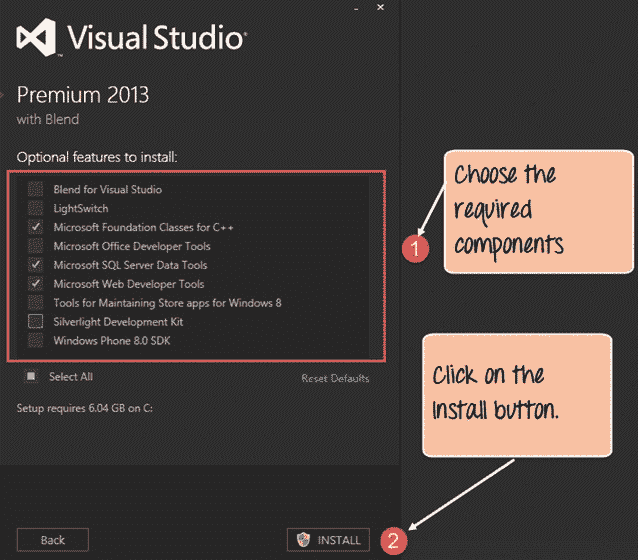 Visual Studio
Premium 2013
with Blend
Optional features to install:
Blend for Visual Studio
LightSwitch
Microsoft Foundation Classes for C++
Microsoft Office Developer Tools
Microsoft SQL Server Data Tools
Microsoft Web Developer Tools
Tools for Maintaining Store apps for Windows 8
Silverlight Development Kit
Windows Phone 8.0 SDK
Select All
Reset Defaults
Setup requires 6.04 GB on C:
Back
INSTALL
1
Choose the
required
components
2
Click on the
Install button.